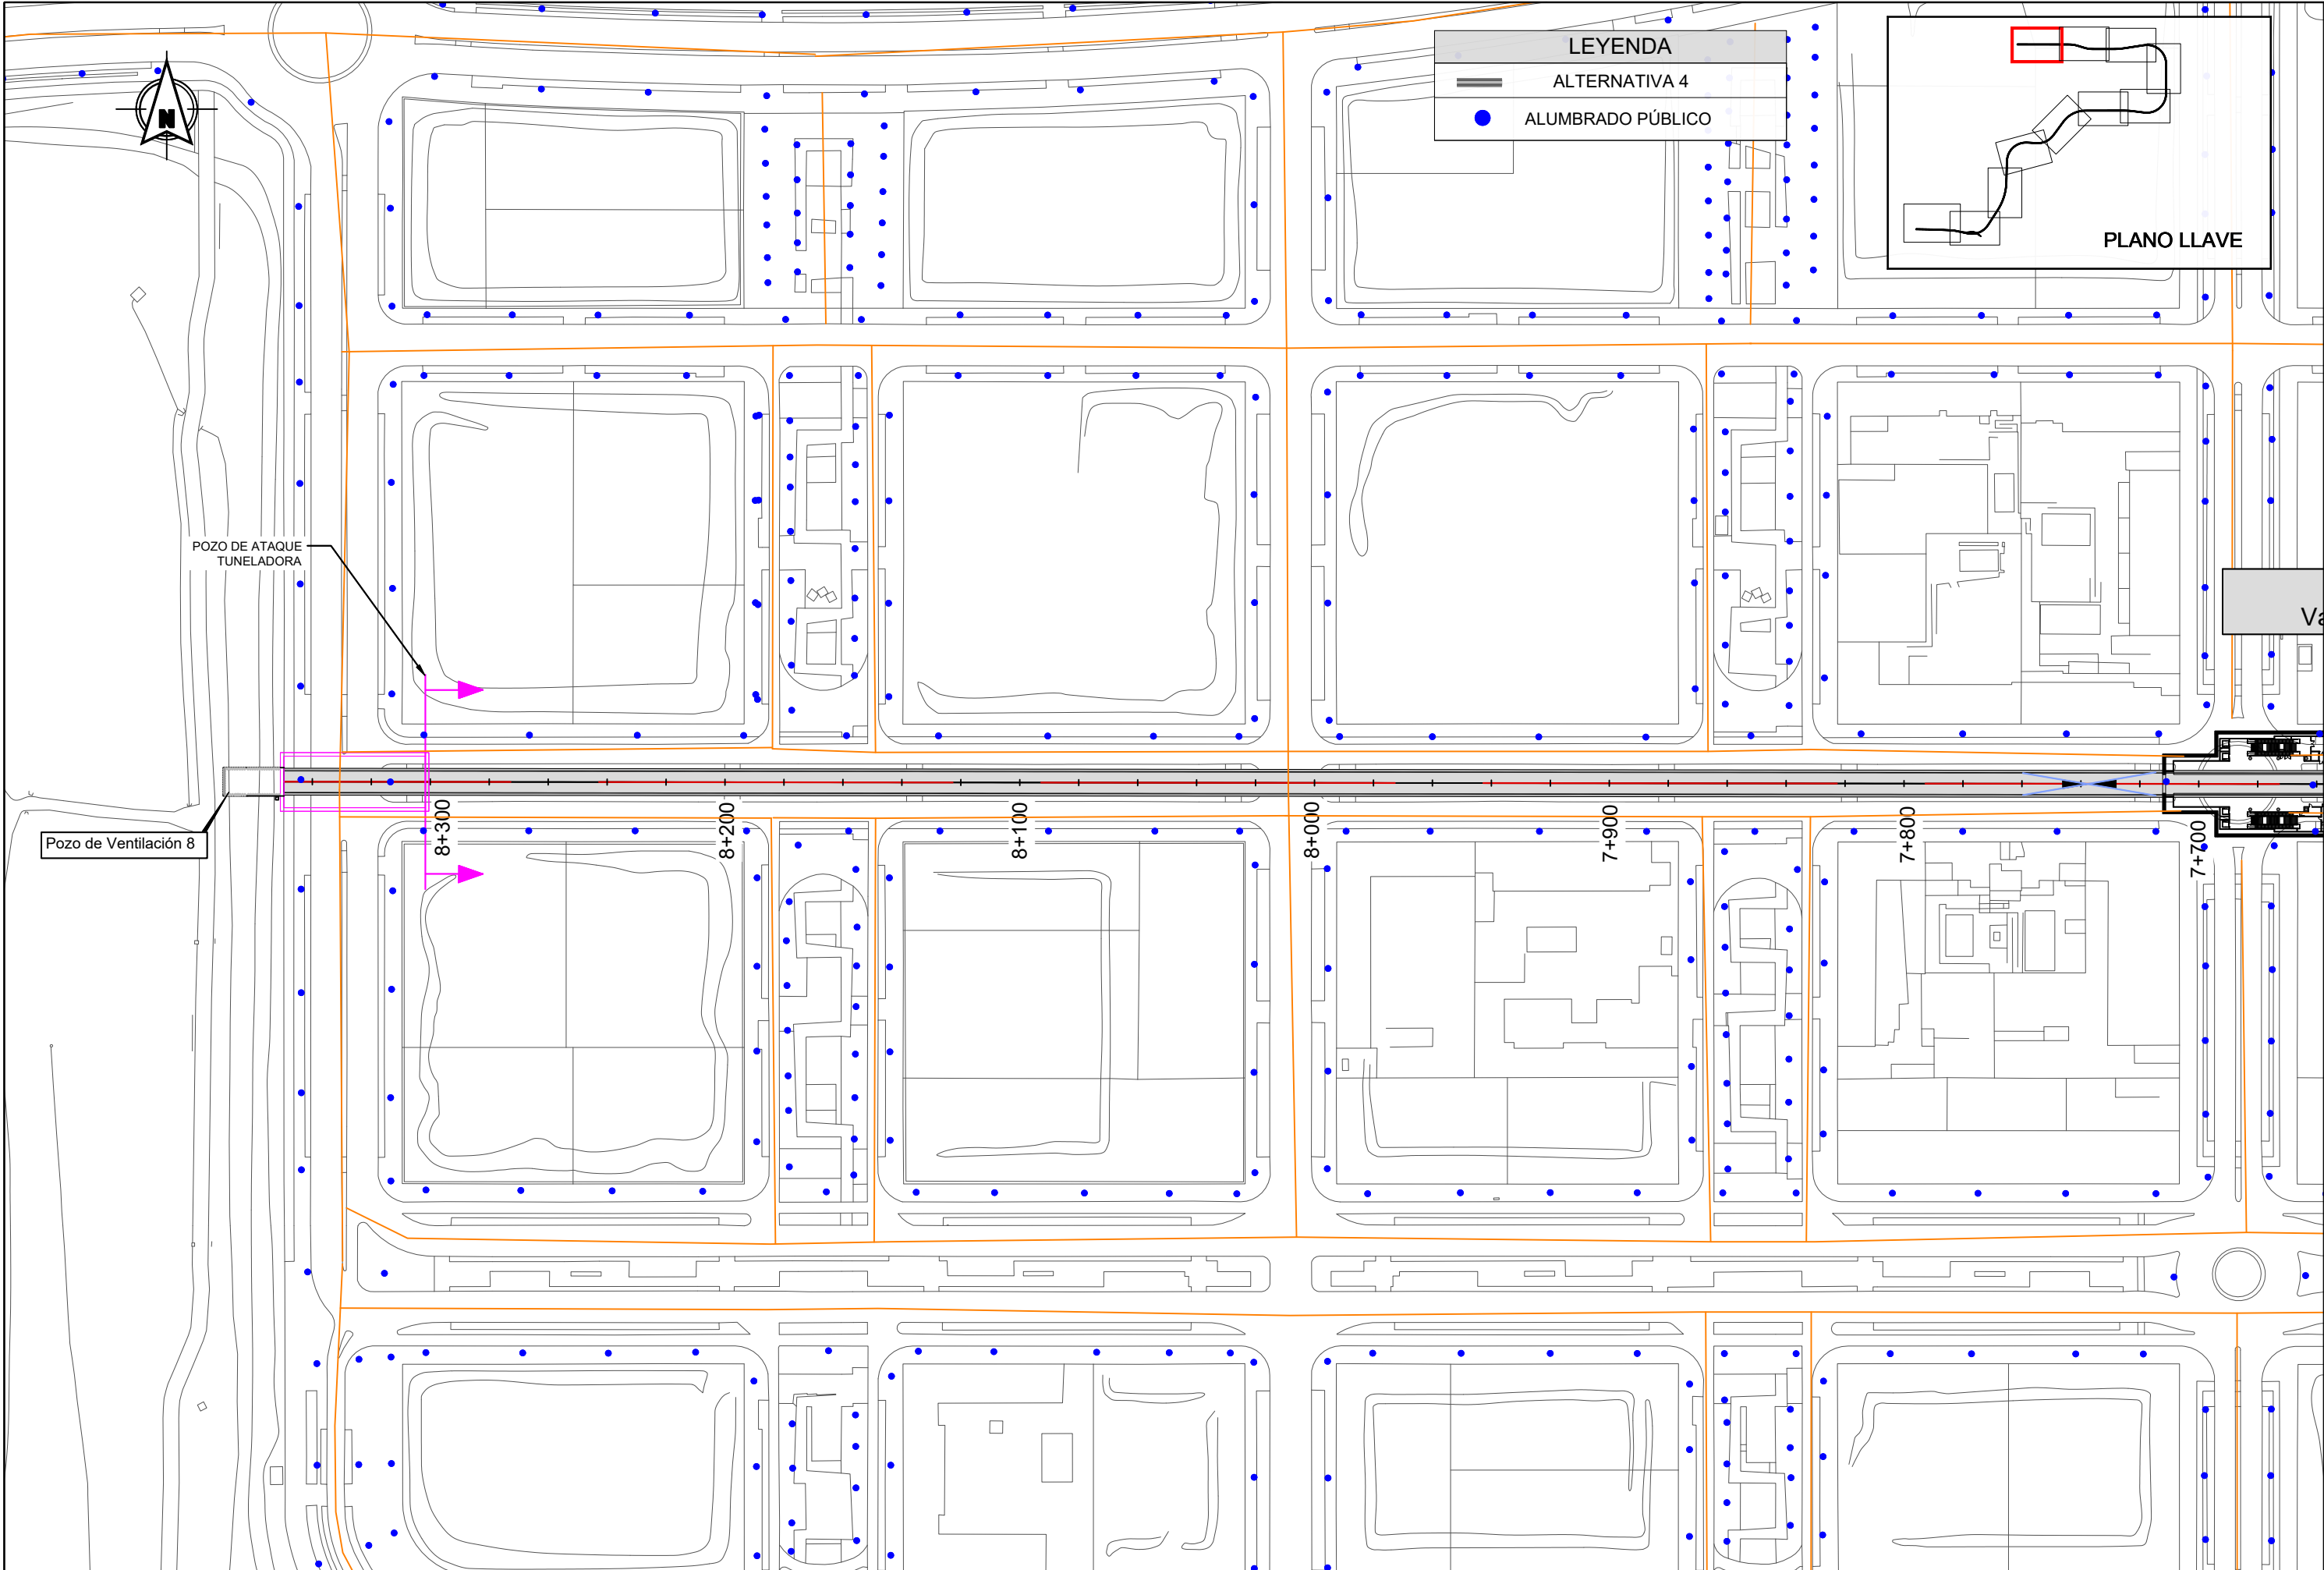 LEYENDA
ALTERNATIVA 4
ALUMBRADO PÚBLICO
N
PLANO LLAVE
POZO DE ATAQUE
TUNELADORA
Pozo de Ventilación 8
8+300
8+200
8+100
8+000
7+900
7+800
7+700